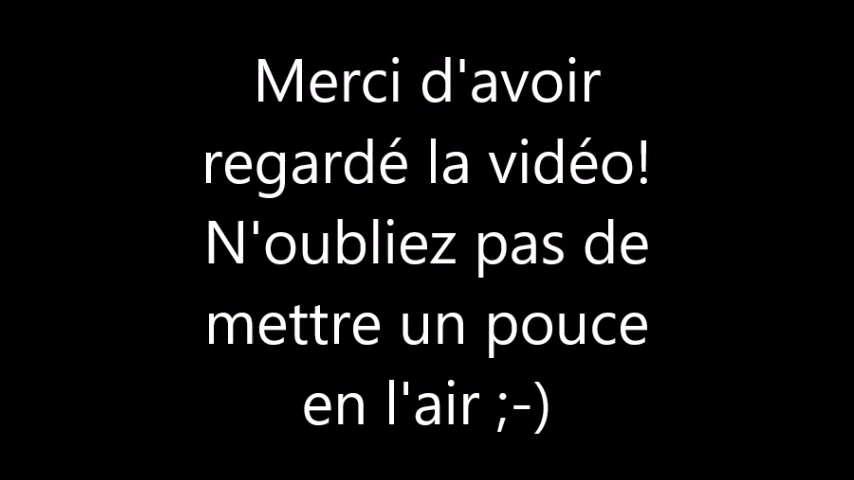 Merci d'avoir
regardé la vidéo!
N'oubliez pas de
mettre un pouce
en l'air ;-)